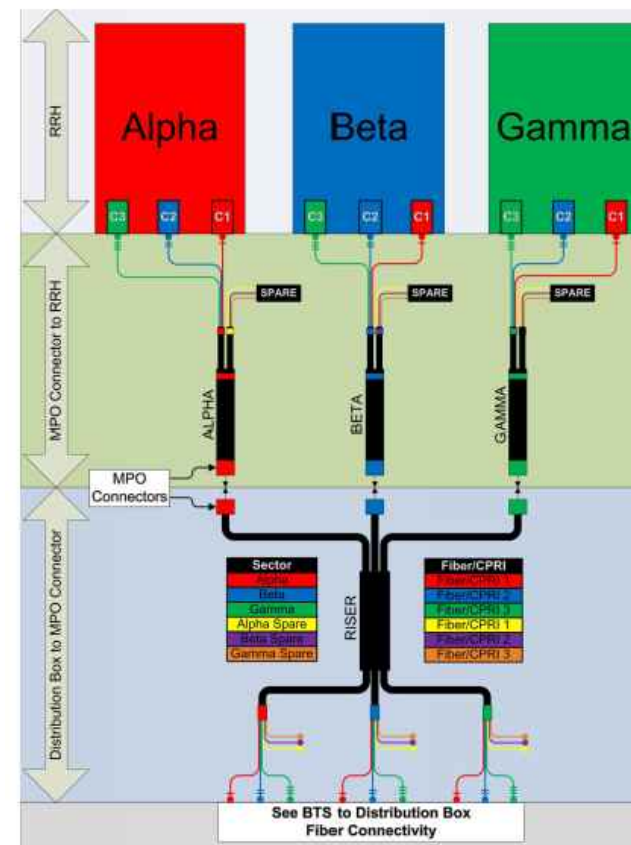 RRH
Alpha
Beta
Gamma
C3
C2
C1
C3
C2
C1
C3
C2
C1
MPO Connector to RRH
SPARE
SPARE
SPARE
ALPHA
BETA
GAMMA
MPO
Connectors
Distribution Box to MPO Connector
Sector
Alpha
Beta
Gamma
Alpha Spare
Beta Spare
Gamma Spare
RISER
Fiber/CPRI
Fiber/CPRI 1
Fiber/CPRI 2
Fiber/CPRI 3
Fiber/CPRI 1
Fiber/CPRI 2
Fiber/CPRI 3
See BTS to Distribution Box
Fiber Connectivity